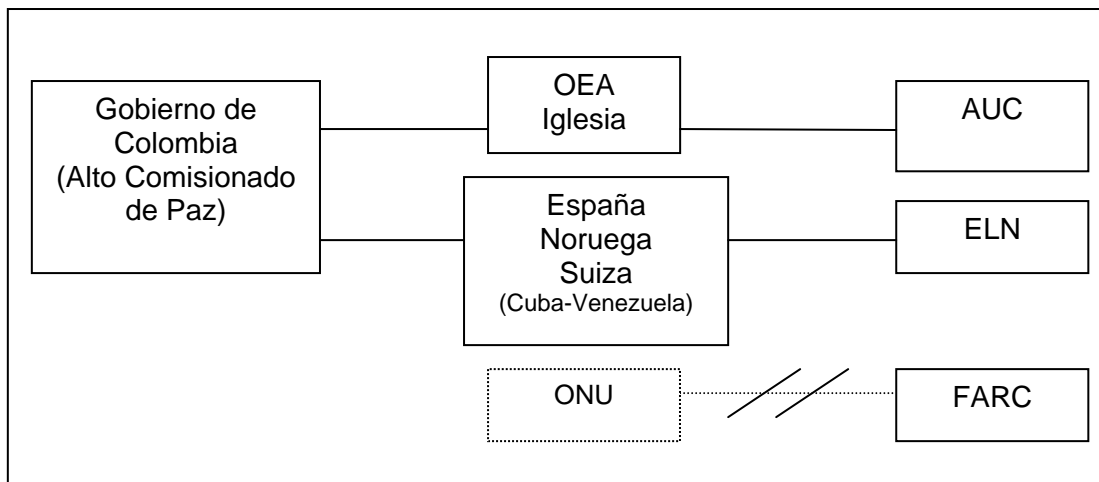 Gobierno de
Colombia
(Alto Comisionado
de Paz)
OEA
Iglesia
AUC
España
Noruega
Suiza
(Cuba-Venezuela)
ELN
ONU
FARC